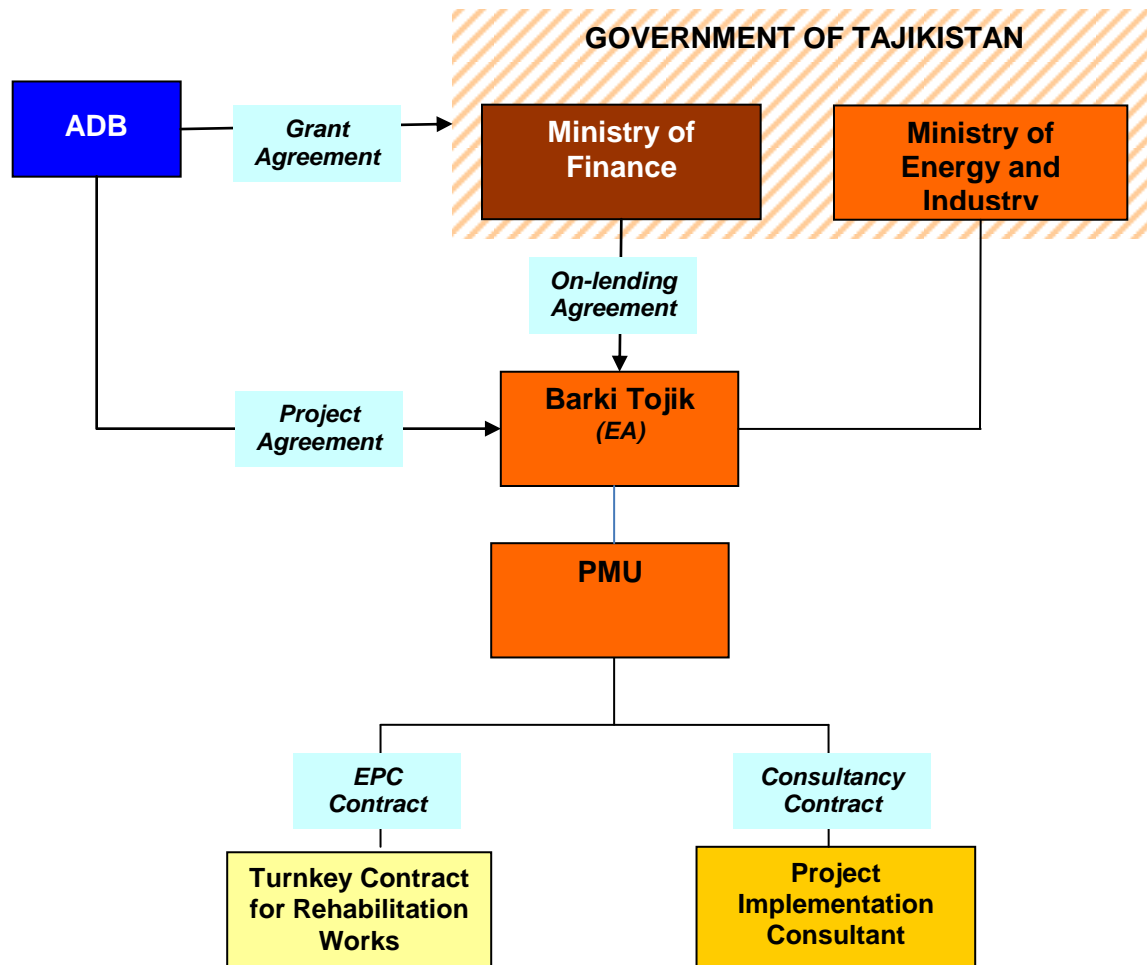 GOVERNMENT OF TAJIKISTAN
ADB
Grant
Agreement
Ministry of
Finance
Ministry of
Energy and
Industry
On-lending
Agreement
Project
Agreement
Barki Tojik
(EA)
PMU
EPC
Contract
Consultancy
Contract
Turnkey Contract
for Rehabilitation
Works
Project
Implementation
Consultant